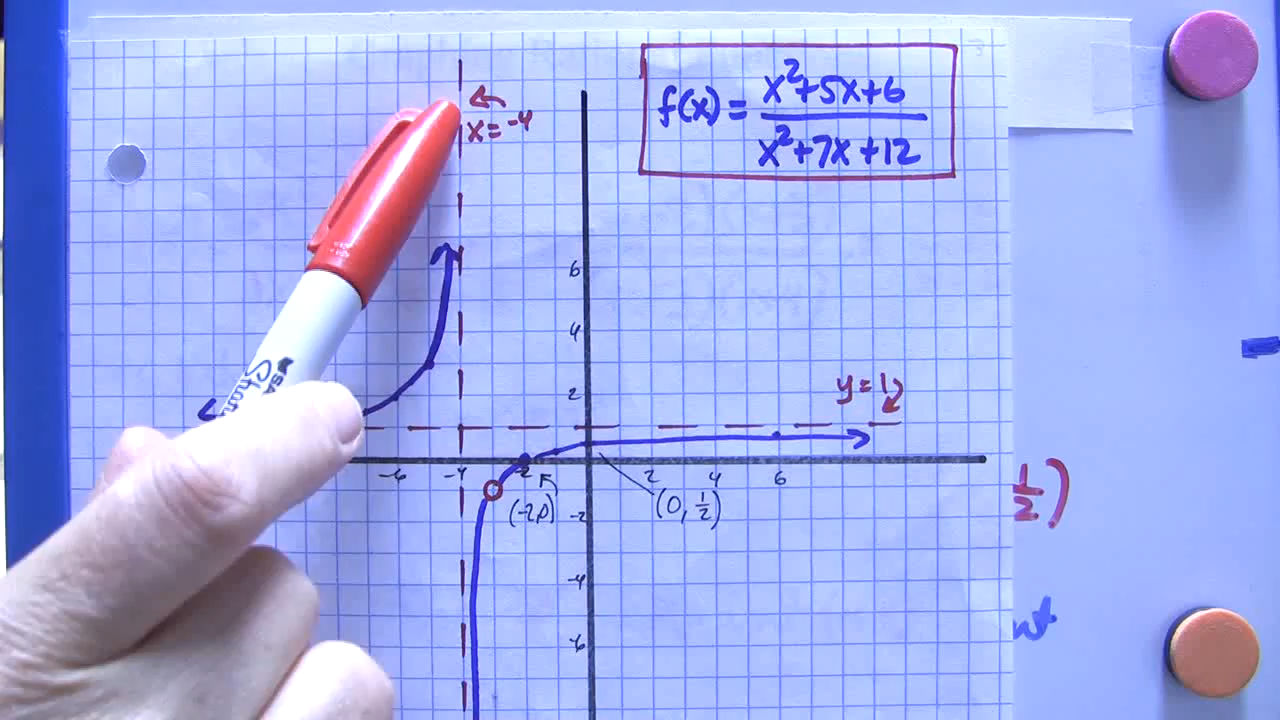 f(x) = x²+5x+6 / x²+7x+12
x = -4
6
4
2
y = 1
-6 -4 -2 2 4 6
(-2,0)
(0, 1/2)
-2
-4
-6
1/2)